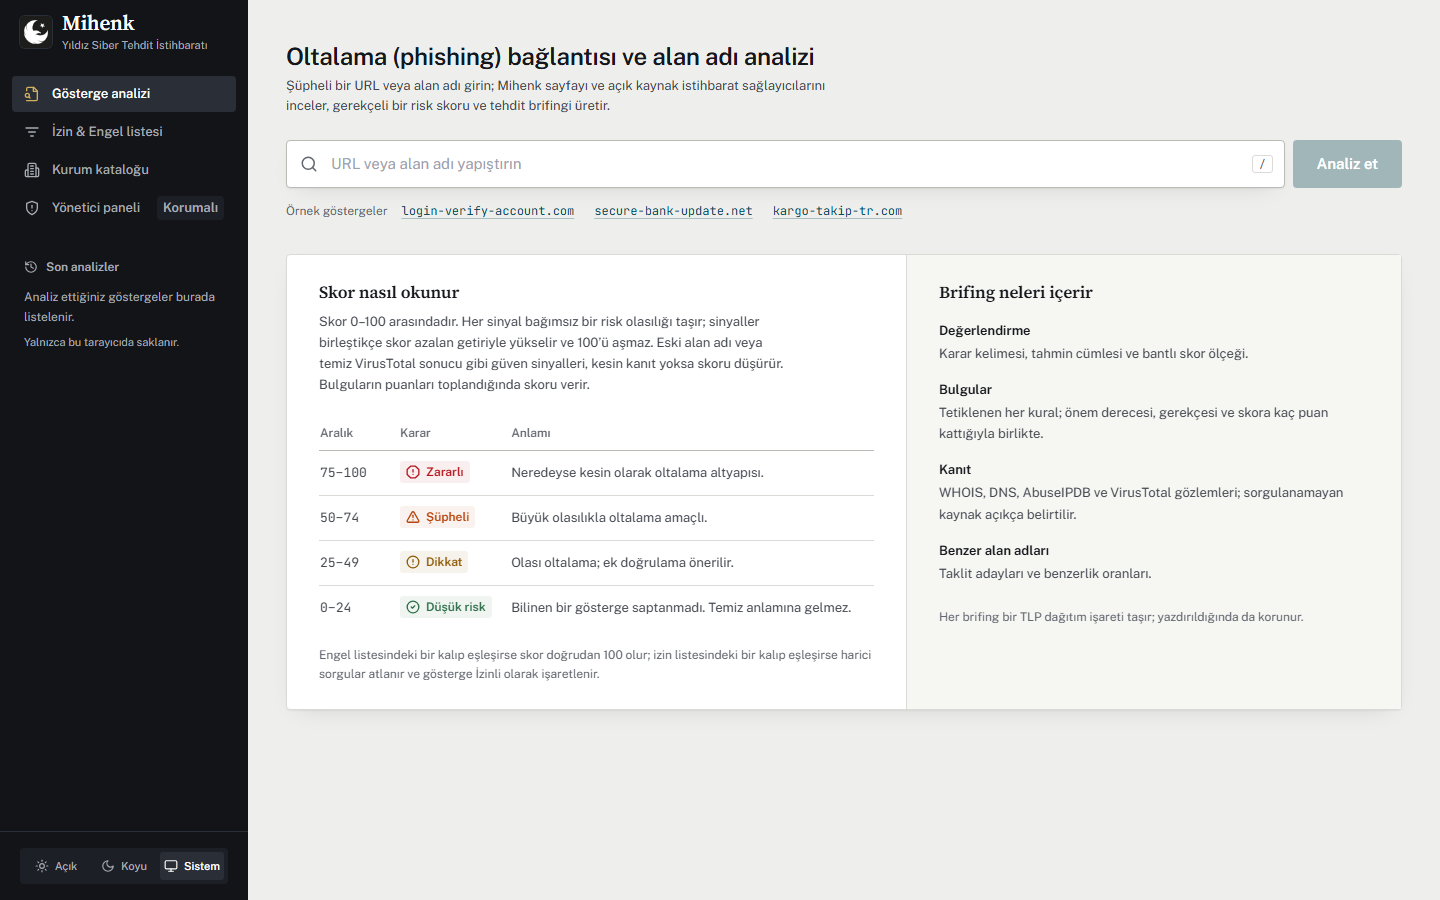 Mihenk
Yıldız Siber Tehdit İstihbaratı
Gösterge analizi
İzin & Engel listesi
Kurum kataloğu
Yönetici paneli Korumalı
Son analizler
Analiz ettiğiniz göstergeler burada
listelenir.
Yalnızca bu tarayıcıda saklanır.
Açık Koyu Sistem
Oltalama (phishing) bağlantısı ve alan adı analizi
Şüpheli bir URL veya alan adı girin; Mihenk sayfayı ve açık kaynak istihbarat sağlayıcılarını
inceler, gerekçeli bir risk skoru ve tehdit brifingi üretir.
URL veya alan adı yapıştırın /
Analiz et
Örnek göstergeler login-verify-account.com secure-bank-update.net kargo-takip-tr.com
Skor nasıl okunur
Skor 0–100 arasındadır. Her sinyal bağımsız bir risk olasılığı taşır; sinyaller
birleştikçe skor azalan getiriyle yükselir ve 100’ü aşmaz. Eski alan adı veya
temiz VirusTotal sonucu gibi güven sinyalleri, kesin kanıt yoksa skoru düşürür.
Bulguların puanları toplandığında skoru verir.
Aralık Karar Anlamı
75–100 Zararlı Neredeyse kesin olarak oltalama altyapısı.
50–74 Şüpheli Büyük olasılıkla oltalama amaçlı.
25–49 Dikkat Olası oltalama; ek doğrulama önerilir.
0–24 Düşük risk Bilinen bir gösterge saptanmadı. Temiz anlamına gelmez.
Engel listesindeki bir kalıp eşleşirse skor doğrudan 100 olur; izin listesindeki bir kalıp eşleşirse harici
sorgular atlanır ve gösterge İzinli olarak işaretlenir.
Brifing neleri içerir
Değerlendirme
Karar kelimesi, tahmin cümlesi ve bantlı skor ölçeği.
Bulgular
Tetiklenen her kural; önem derecesi, gerekçesi ve skora kaç puan
kattığıyla birlikte.
Kanıt
WHOIS, DNS, AbuseIPDB ve VirusTotal gözlemleri; sorgulanamayan
kaynak açıkça belirtilir.
Benzer alan adları
Taklit adayları ve benzerlik oranları.
Her brifing bir TLP dağıtım işareti taşır; yazdırıldığında da korunur.